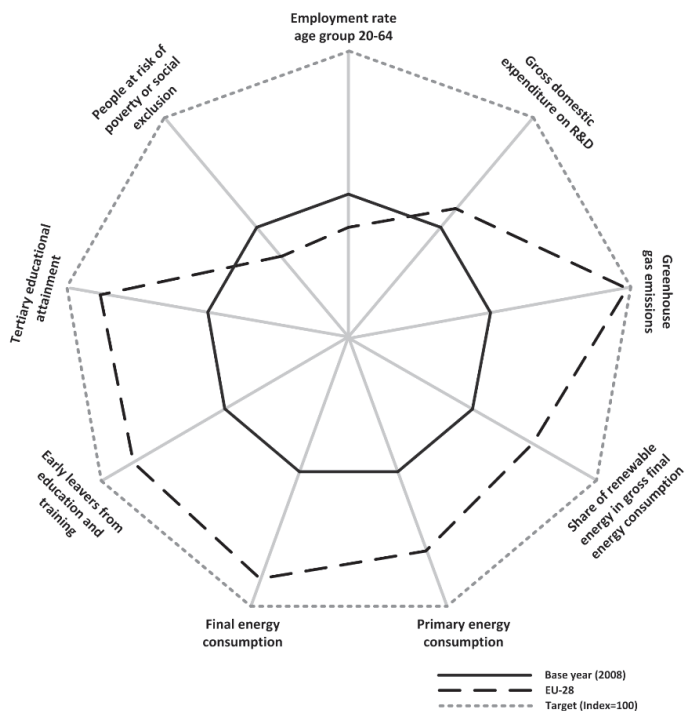 Employment rate
age group 20-64
Gross domestic
expenditure on R&D
Greenhouse
gas emissions
Share of renewable
energy in gross final
energy consumption
Primary energy
consumption
Final energy
consumption
Early leavers from
education and
training
Tertiary educational
attainment
People at risk of
poverty or social
exclusion
Base year (2008)
EU-28
Target (Index=100)